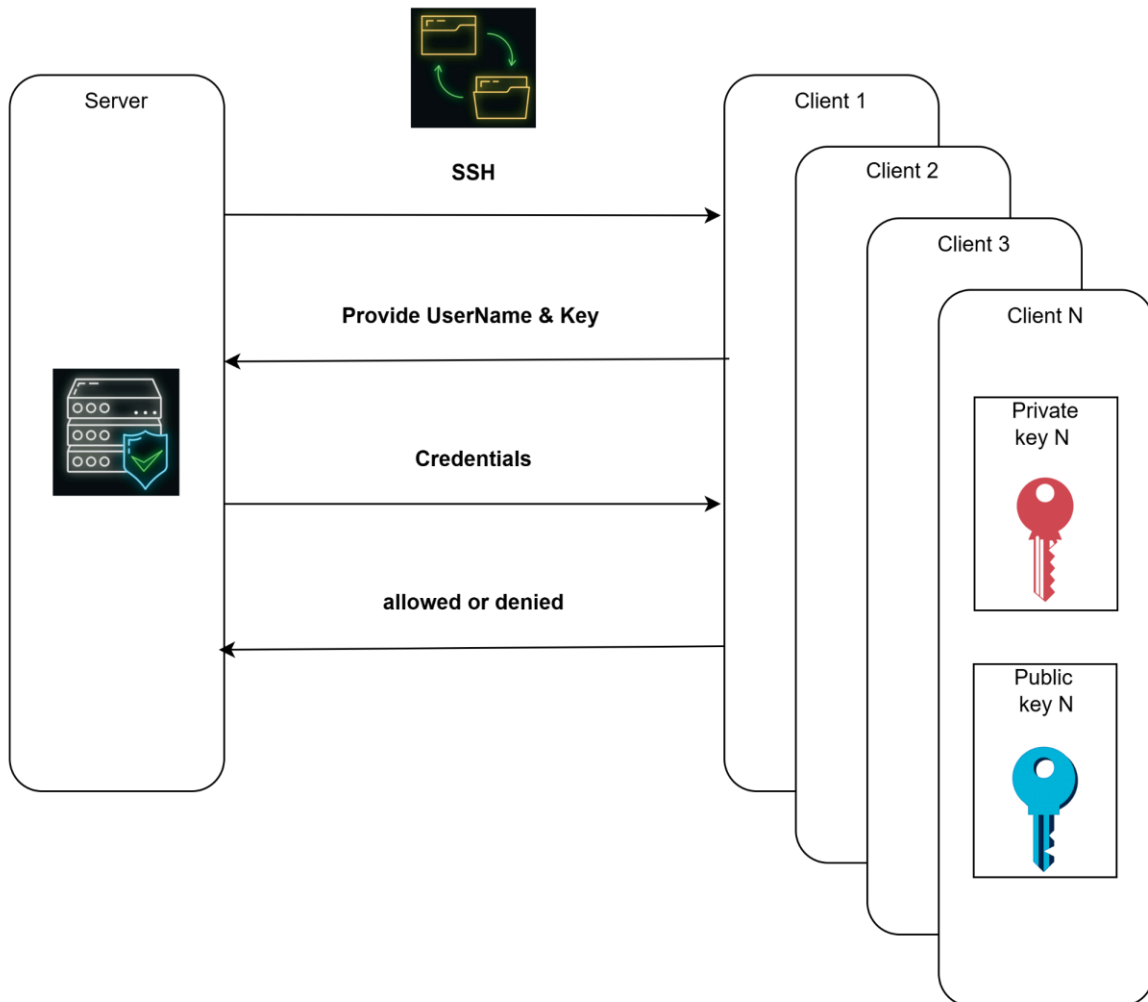 Server
Client 1
SSH
Client 2
Client 3
Provide UserName & Key
Client N
Private
key N
Credentials
allowed or denied
Public
key N